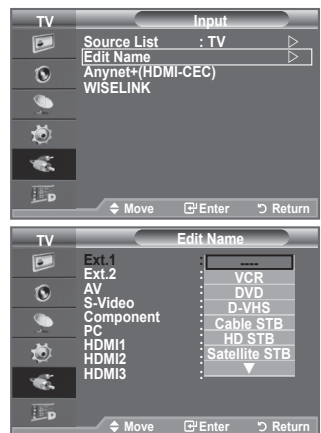 TV Input
Source List : TV
Edit Name
Anynet+(HDMI-CEC)
WISELINK
Move Enter Return
TV Edit Name
Ext.1 : ----
Ext.2 : VCR
AV : DVD
S-Video : D-VHS
Component : Cable STB
PC : HD STB
HDMI1 : Satellite STB
HDMI2 :
HDMI3 :
Move Enter Return